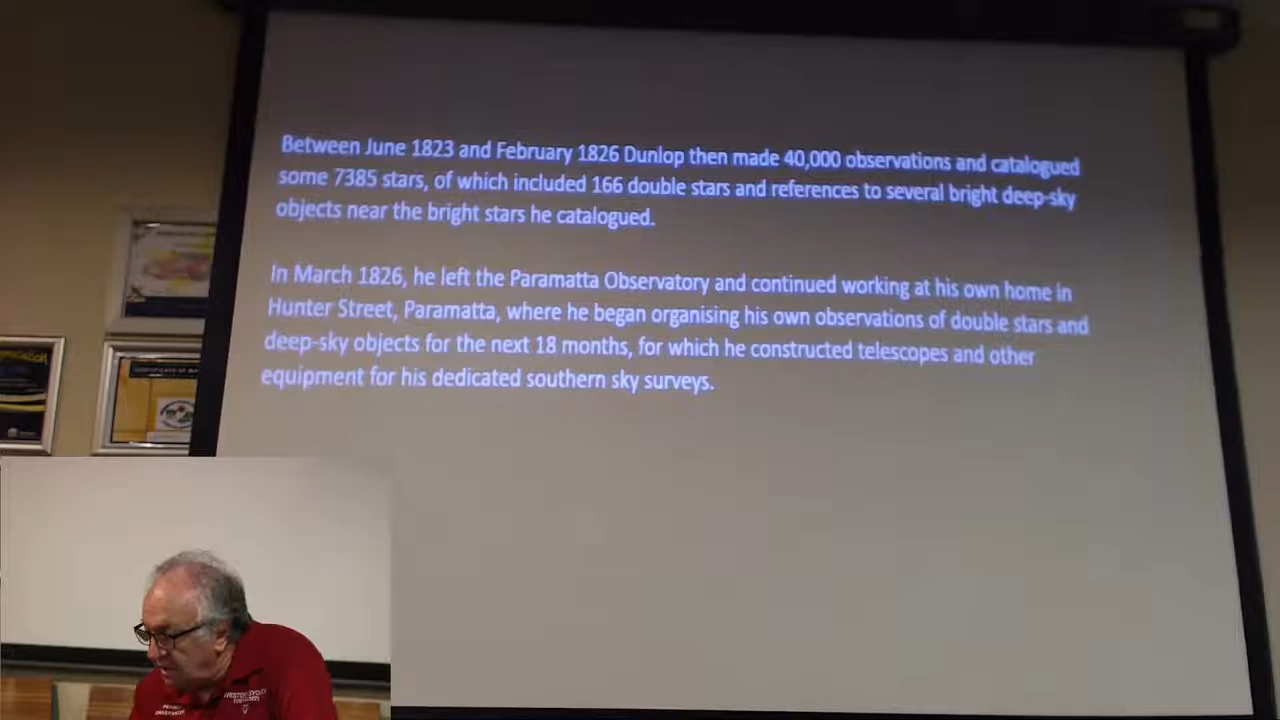 Between June 1823 and February 1826 Dunlop then made 40,000 observations and catalogued
some 7385 stars, of which included 166 double stars and references to several bright deep-sky
objects near the bright stars he catalogued.
In March 1826, he left the Paramatta Observatory and continued working at his own home in
Hunter Street, Paramatta, where he began organising his own observations of double stars and
deep-sky objects for the next 18 months, for which he constructed telescopes and other
equipment for his dedicated southern sky surveys.